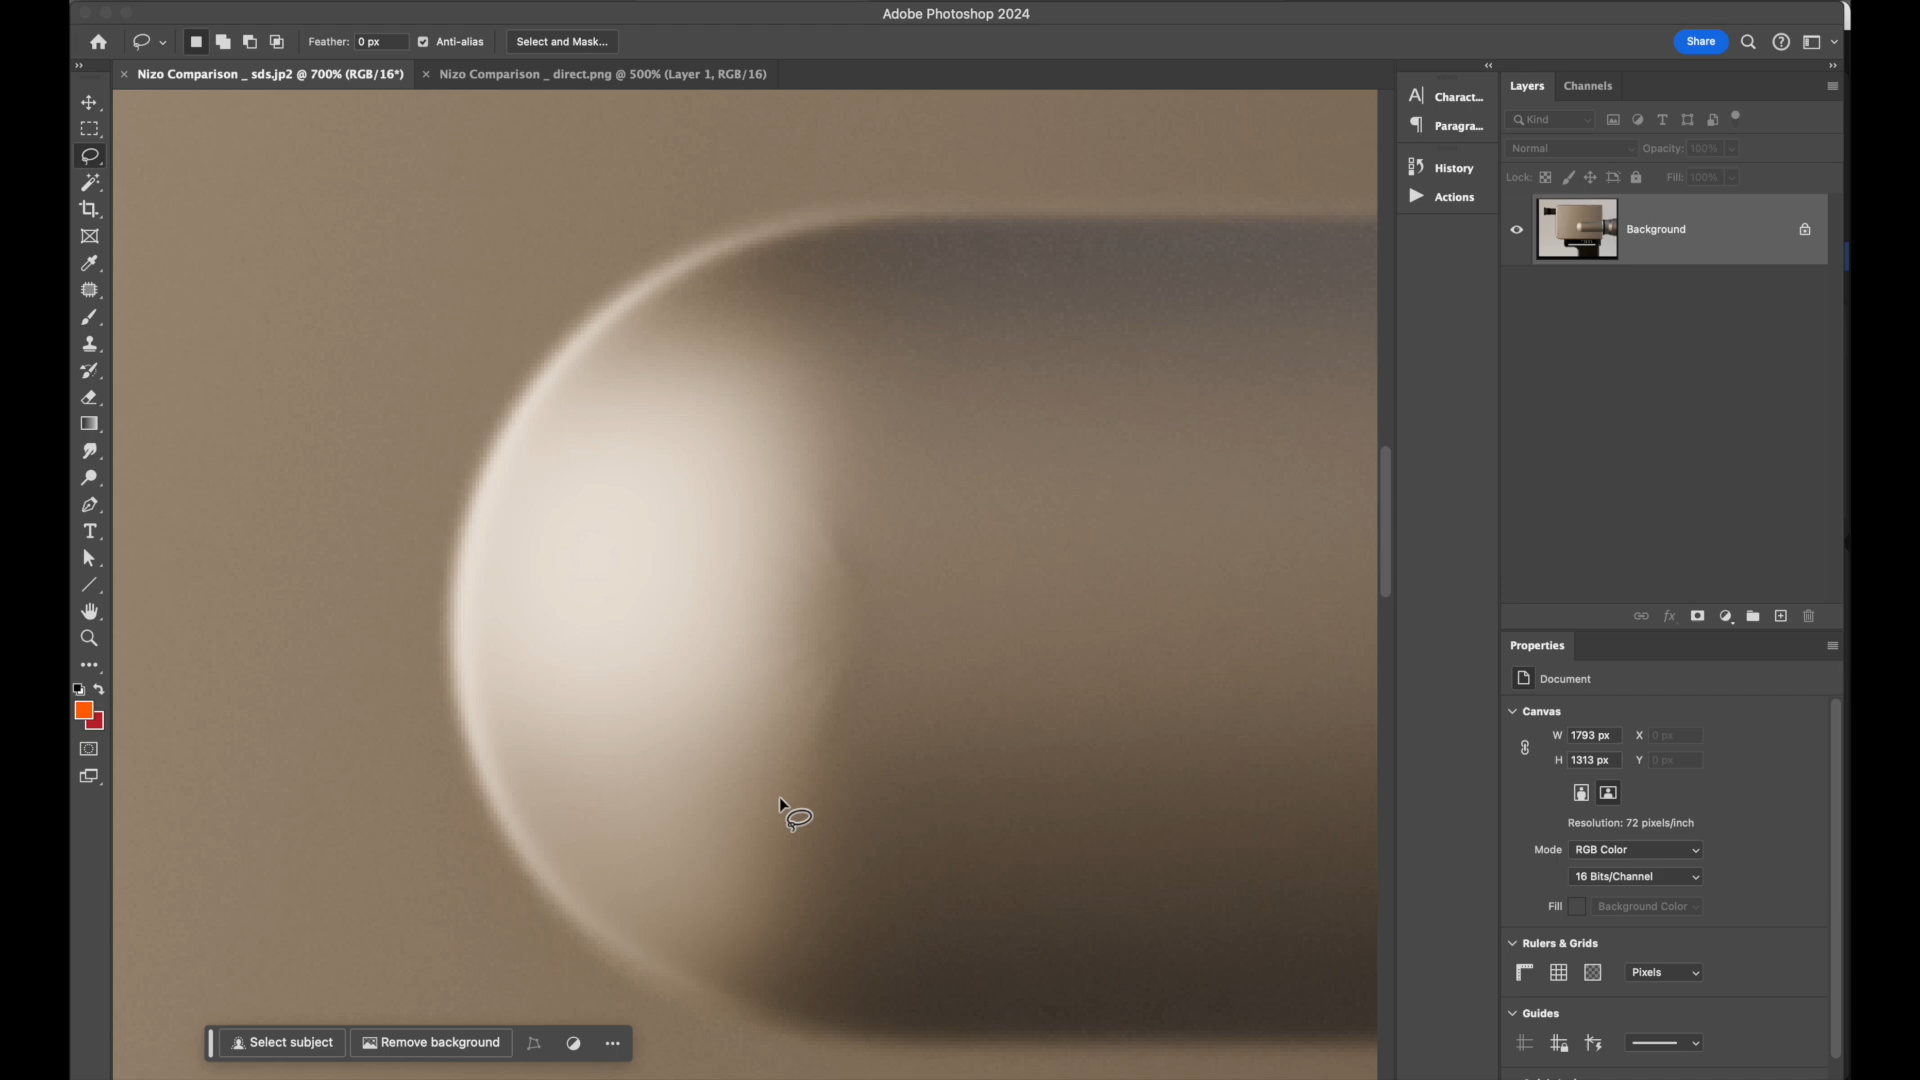 Adobe Photoshop 2024
Feather: 0 px Anti-alias Select and Mask... Share
Nizo Comparison _ sds.jp2 @ 700% (RGB/16*) Nizo Comparison _ direct.png @ 500% (Layer 1, RGB/16)
Charact...
Paragra...
History
Actions
Layers Channels
Kind
Normal Opacity: 100%
Lock: Fill: 100%
Background
Properties
Document
Canvas
W 1793 px X 0 px
H 1313 px Y 0 px
Resolution: 72 pixels/inch
Mode RGB Color
16 Bits/Channel
Fill Background Color
Rulers & Grids
Pixels
Guides
Select subject Remove background